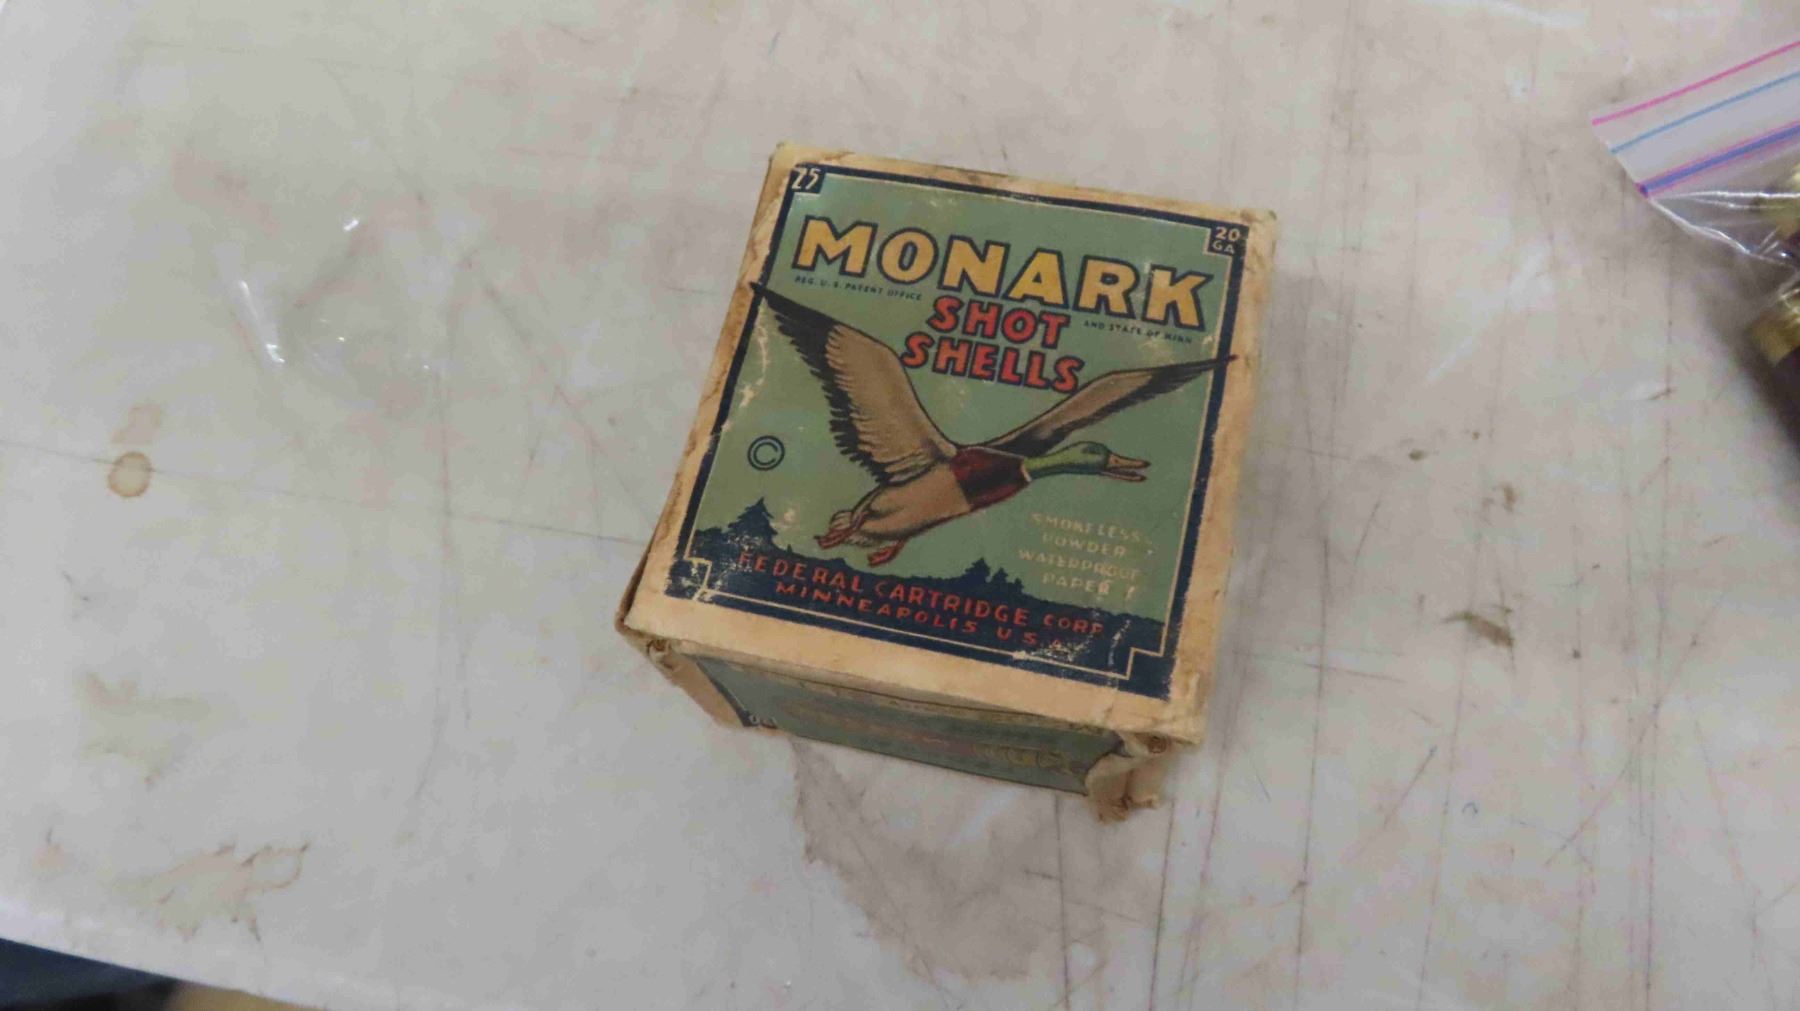 25
20
GA
MONARK
REG. U. S. PATENT OFFICE
AND STATE OF MINN
SHOT
SHELLS
©
SMOKELESS
POWDER
WATERPROOF
PAPER
FEDERAL CARTRIDGE CORP
MINNEAPOLIS U. S. A.